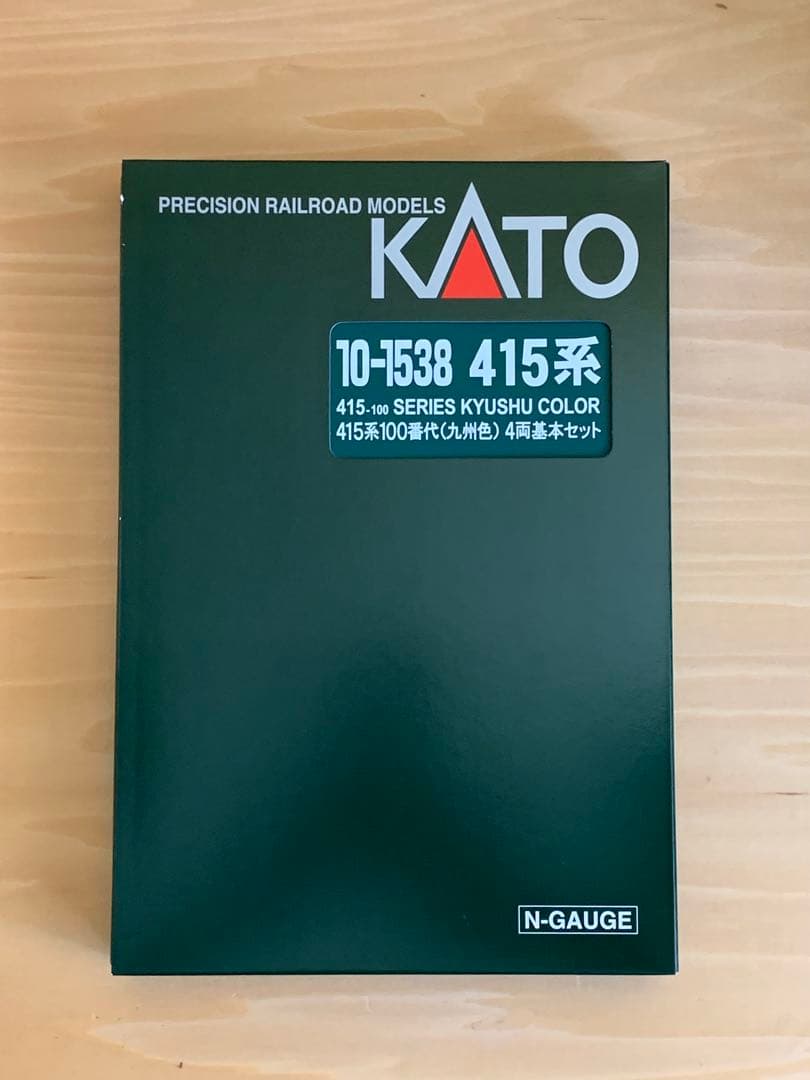 PRECISION RAILROAD MODELS
KATO
10-1538 415系
415-100 SERIES KYUSHU COLOR
415系100番代(九州色) 4両基本セット
N-GAUGE